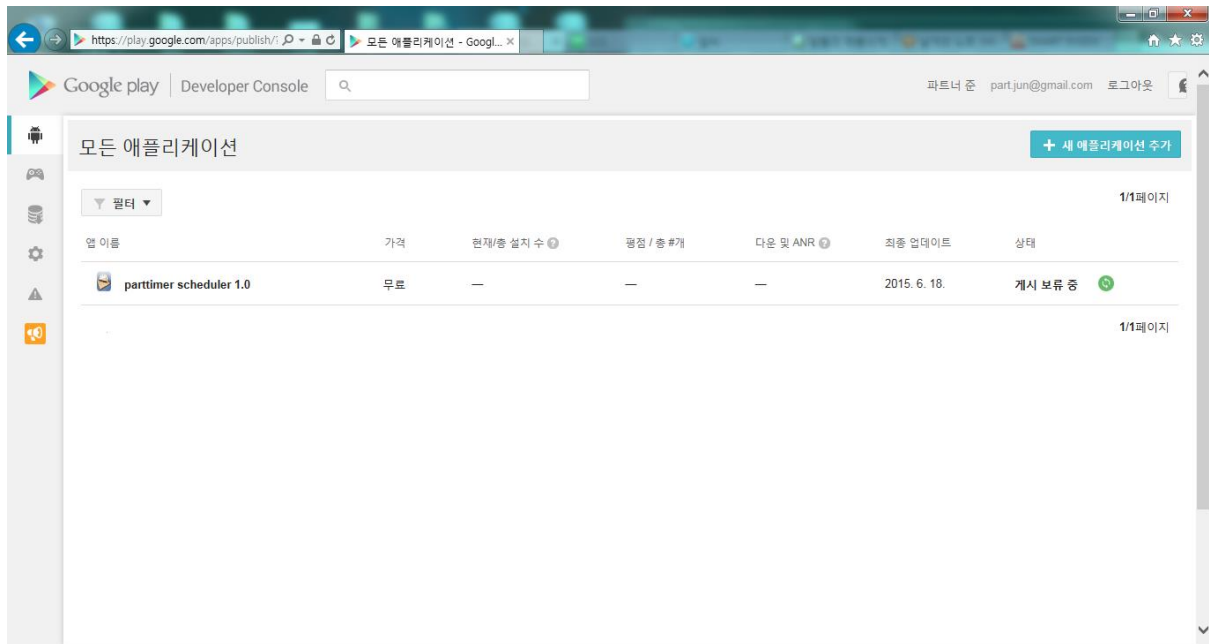 https://play.google.com/apps/publish/
모든 애플리케이션 - Googl...
Google play Developer Console
파트너 준 part.jun@gmail.com 로그아웃
모든 애플리케이션
새 애플리케이션 추가
필터
1/1페이지
앱 이름 가격 현재/총 설치 수 평점 / 총 #개 다운 및 ANR 최종 업데이트 상태
parttimer scheduler 1.0 무료 — — — 2015. 6. 18. 게시 보류 중
1/1페이지